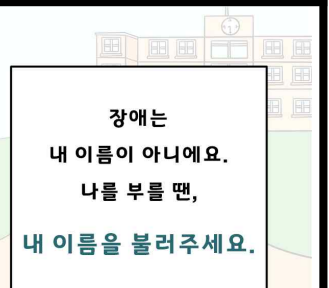 장애는
내 이름이 아니에요.
나를 부를 땐,
내 이름을 불러주세요.